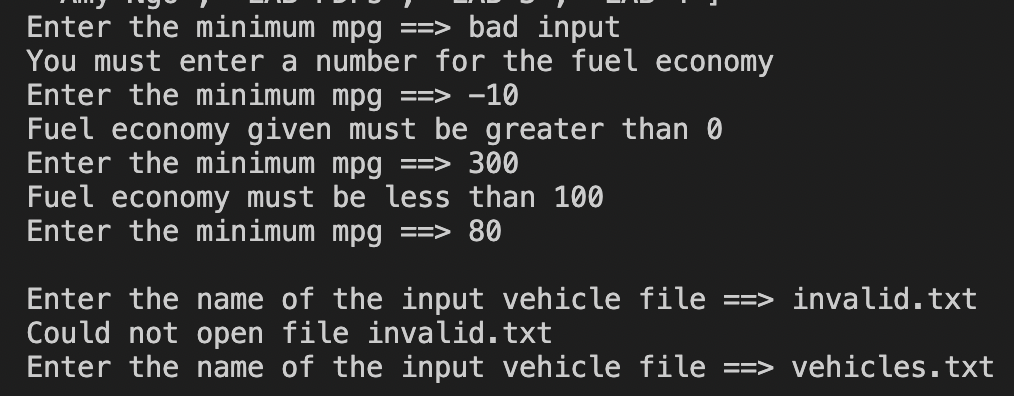 Enter the minimum mpg ==> bad input
You must enter a number for the fuel economy
Enter the minimum mpg ==> -10
Fuel economy given must be greater than 0
Enter the minimum mpg ==> 300
Fuel economy must be less than 100
Enter the minimum mpg ==> 80
Enter the name of the input vehicle file ==> invalid.txt
Could not open file invalid.txt
Enter the name of the input vehicle file ==> vehicles.txt